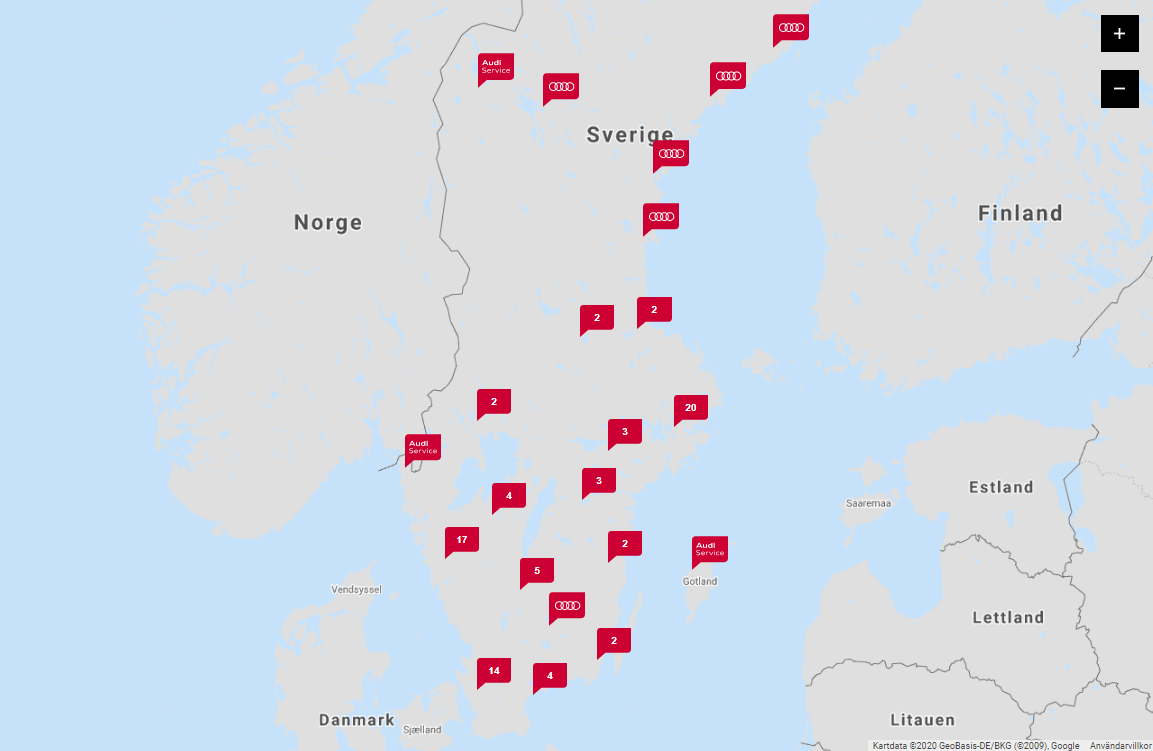 +
Audi
Service
−
Sverige
Finland
Norge
2
2
2
20
3
Audi
Service
3
Estland
4
Saaremaa
17
2
Audi
Service
5
Gotland
Vendsyssel
Lettland
2
14
4
Danmark
Sjælland
Litauen
Kartdata ©2020 GeoBasis-DE/BKG (©2009), Google Användarvillkor